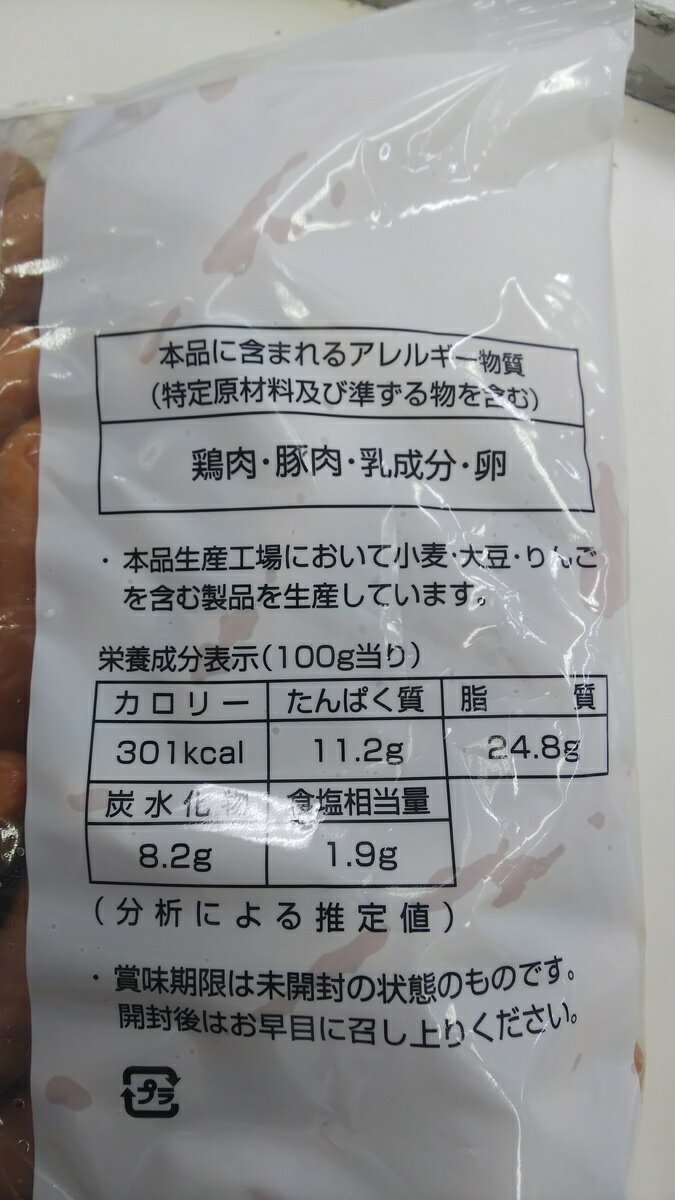 本品に含まれるアレルギー物質
(特定原材料及び準ずる物を含む)
鶏肉・豚肉・乳成分・卵
・本品生産工場において小麦・大豆・りんご
を含む製品を生産しています。
栄養成分表示(100g当り)
カロリー たんぱく質 脂質
301kcal 11.2g 24.8g
炭水化物 食塩相当量
8.2g 1.9g
(分析による推定値)
・賞味期限は未開封の状態のものです。
開封後はお早目に召し上りください。
プラ